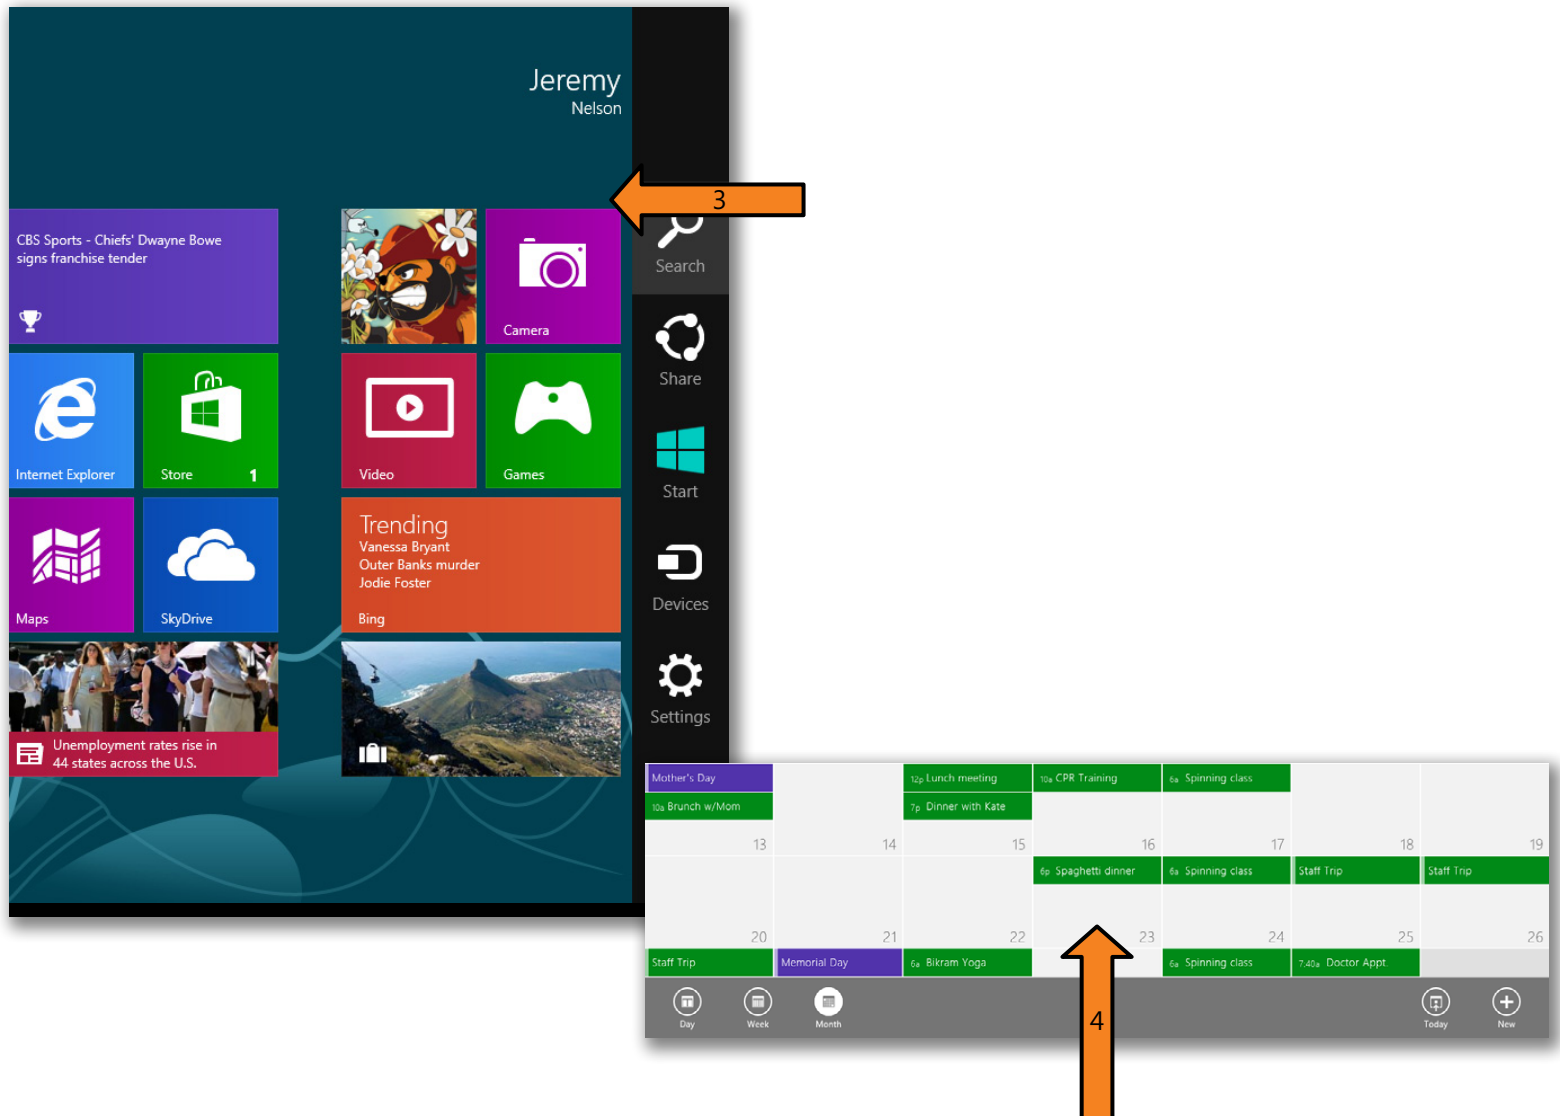 Jeremy
Nelson
3
CBS Sports - Chiefs' Dwayne Bowe
signs franchise tender
Camera
Search
Share
Internet Explorer
Store 1
Video
Games
Start
Trending
Vanessa Bryant
Outer Banks murder
Jodie Foster
Bing
Maps
SkyDrive
Devices
Settings
Unemployment rates rise in
44 states across the U.S.
Mother's Day
12p Lunch meeting
10a CPR Training
6a Spinning class
10a Brunch w/Mom
7p Dinner with Kate
13 14 15 16 17 18 19
6p Spaghetti dinner
6a Spinning class
Staff Trip
Staff Trip
20 21 22 23 24 25 26
Staff Trip
Memorial Day
6a Bikram Yoga
6a Spinning class
7:40a Doctor Appt.
Day
Week
Month
4
Today
New